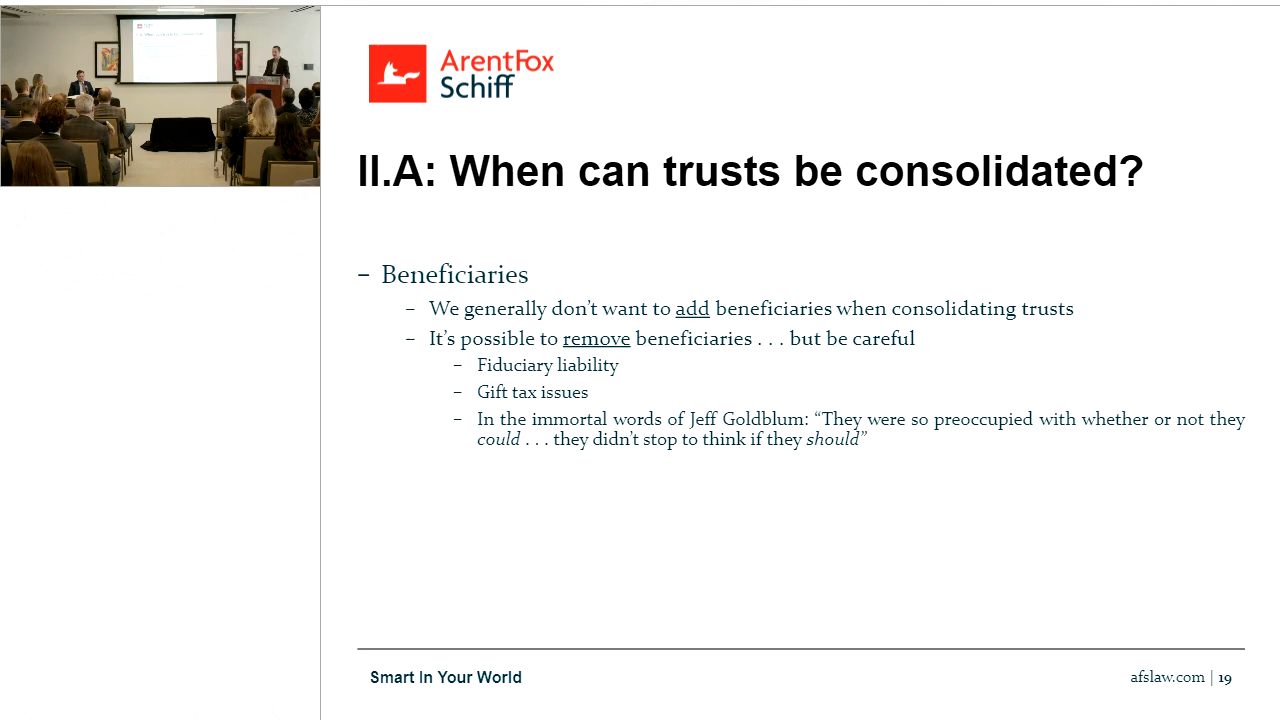 ArentFox
Schiff
II.A: When can trusts be consolidated?
– Beneficiaries
– We generally don’t want to add beneficiaries when consolidating trusts
– It’s possible to remove beneficiaries . . . but be careful
– Fiduciary liability
– Gift tax issues
– In the immortal words of Jeff Goldblum: “They were so preoccupied with whether or not they
could . . . they didn’t stop to think if they should”
Smart In Your World
afslaw.com | 19